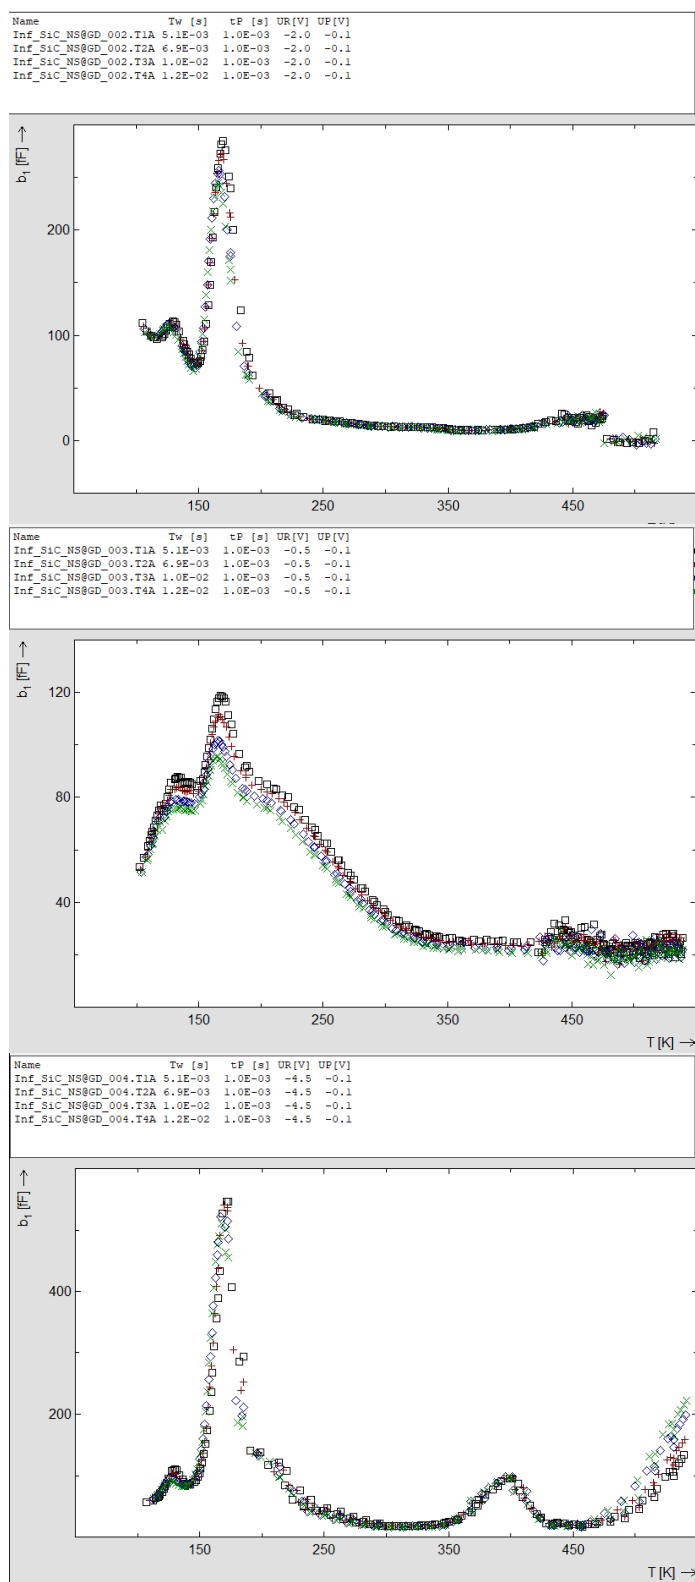 Name Tw [s] tP [s] UR[V] UP[V]
Inf_SiC_NS@GD_002.T1A 5.1E-03 1.0E-03 -2.0 -0.1
Inf_SiC_NS@GD_002.T2A 6.9E-03 1.0E-03 -2.0 -0.1
Inf_SiC_NS@GD_002.T3A 1.0E-02 1.0E-03 -2.0 -0.1
Inf_SiC_NS@GD_002.T4A 1.2E-02 1.0E-03 -2.0 -0.1
b₁ [fF] →
200
100
0
150 250 350 450
Name Tw [s] tP [s] UR[V] UP[V]
Inf_SiC_NS@GD_003.T1A 5.1E-03 1.0E-03 -0.5 -0.1
Inf_SiC_NS@GD_003.T2A 6.9E-03 1.0E-03 -0.5 -0.1
Inf_SiC_NS@GD_003.T3A 1.0E-02 1.0E-03 -0.5 -0.1
Inf_SiC_NS@GD_003.T4A 1.2E-02 1.0E-03 -0.5 -0.1
b₁ [fF] →
120
80
40
150 250 350 450
T [K] →
Name Tw [s] tP [s] UR[V] UP[V]
Inf_SiC_NS@GD_004.T1A 5.1E-03 1.0E-03 -4.5 -0.1
Inf_SiC_NS@GD_004.T2A 6.9E-03 1.0E-03 -4.5 -0.1
Inf_SiC_NS@GD_004.T3A 1.0E-02 1.0E-03 -4.5 -0.1
Inf_SiC_NS@GD_004.T4A 1.2E-02 1.0E-03 -4.5 -0.1
b₁ [fF] →
400
200
150 250 350 450
T [K] →